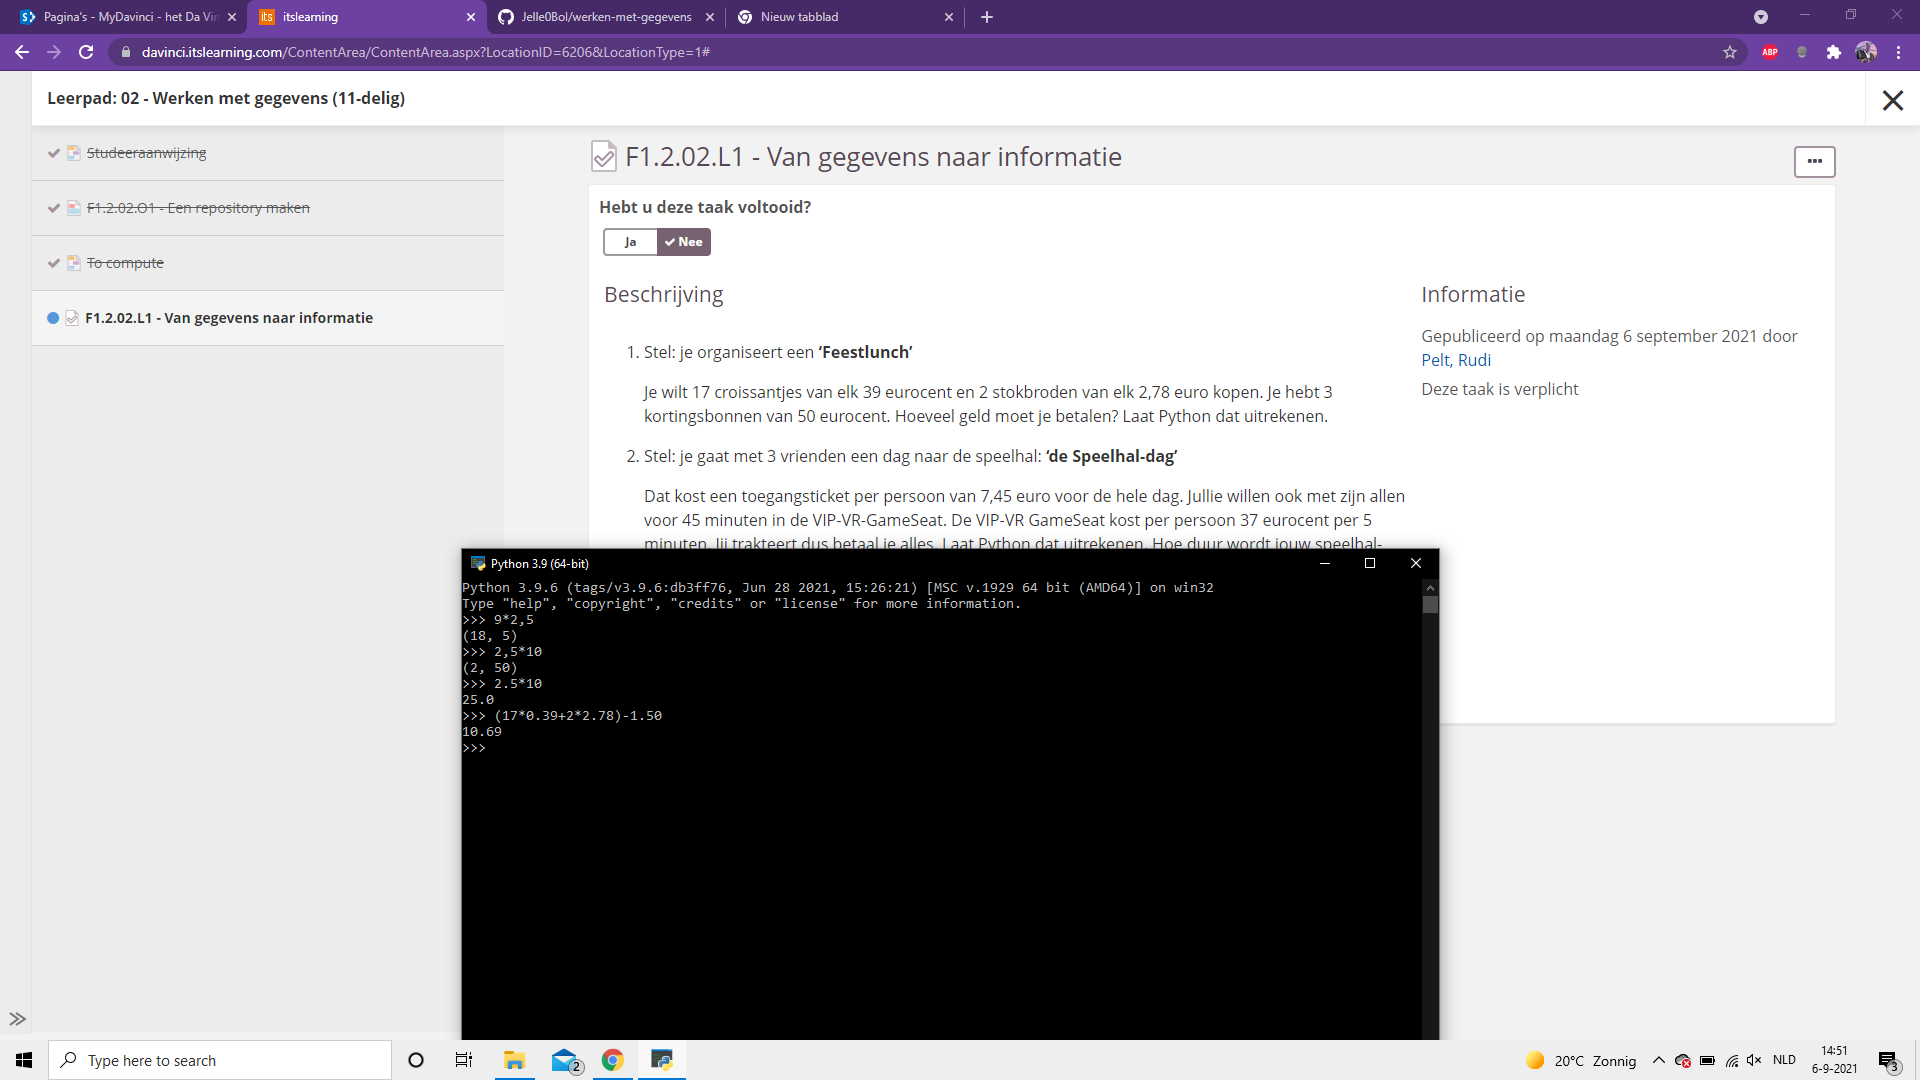 Pagina's - MyDavinci - het Da Vin
itslearning
Jelle0Bol/werken-met-gegevens
Nieuw tabblad
davinci.itslearning.com/ContentArea/ContentArea.aspx?LocationID=6206&LocationType=1#
ABP
Leerpad: 02 - Werken met gegevens (11-delig)
Studeeraanwijzing
F1.2.02.O1 - Een repository maken
To compute
F1.2.02.L1 - Van gegevens naar informatie
F1.2.02.L1 - Van gegevens naar informatie
Hebt u deze taak voltooid?
Ja
Nee
Beschrijving
1. Stel: je organiseert een ‘Feestlunch’
Je wilt 17 croissantjes van elk 39 eurocent en 2 stokbroden van elk 2,78 euro kopen. Je hebt 3
kortingsbonnen van 50 eurocent. Hoeveel geld moet je betalen? Laat Python dat uitrekenen.
2. Stel: je gaat met 3 vrienden een dag naar de speelhal: ‘de Speelhal-dag’
Dat kost een toegangsticket per persoon van 7,45 euro voor de hele dag. Jullie willen ook met zijn allen
voor 45 minuten in de VIP-VR-GameSeat. De VIP-VR GameSeat kost per persoon 37 eurocent per 5
minuten. Jij trakteert dus betaal je alles. Laat Python dat uitrekenen. Hoe duur wordt jouw speelhal-
Informatie
Gepubliceerd op maandag 6 september 2021 door
Pelt, Rudi
Deze taak is verplicht
Python 3.9 (64-bit)
Python 3.9.6 (tags/v3.9.6:db3ff76, Jun 28 2021, 15:26:21) [MSC v.1929 64 bit (AMD64)] on win32
Type "help", "copyright", "credits" or "license" for more information.
>>> 9*2,5
(18, 5)
>>> 2,5*10
(2, 50)
>>> 2.5*10
25.0
>>> (17*0.39+2*2.78)-1.50
10.69
>>>
Type here to search
2
20°C Zonnig
NLD
14:51
6-9-2021
3